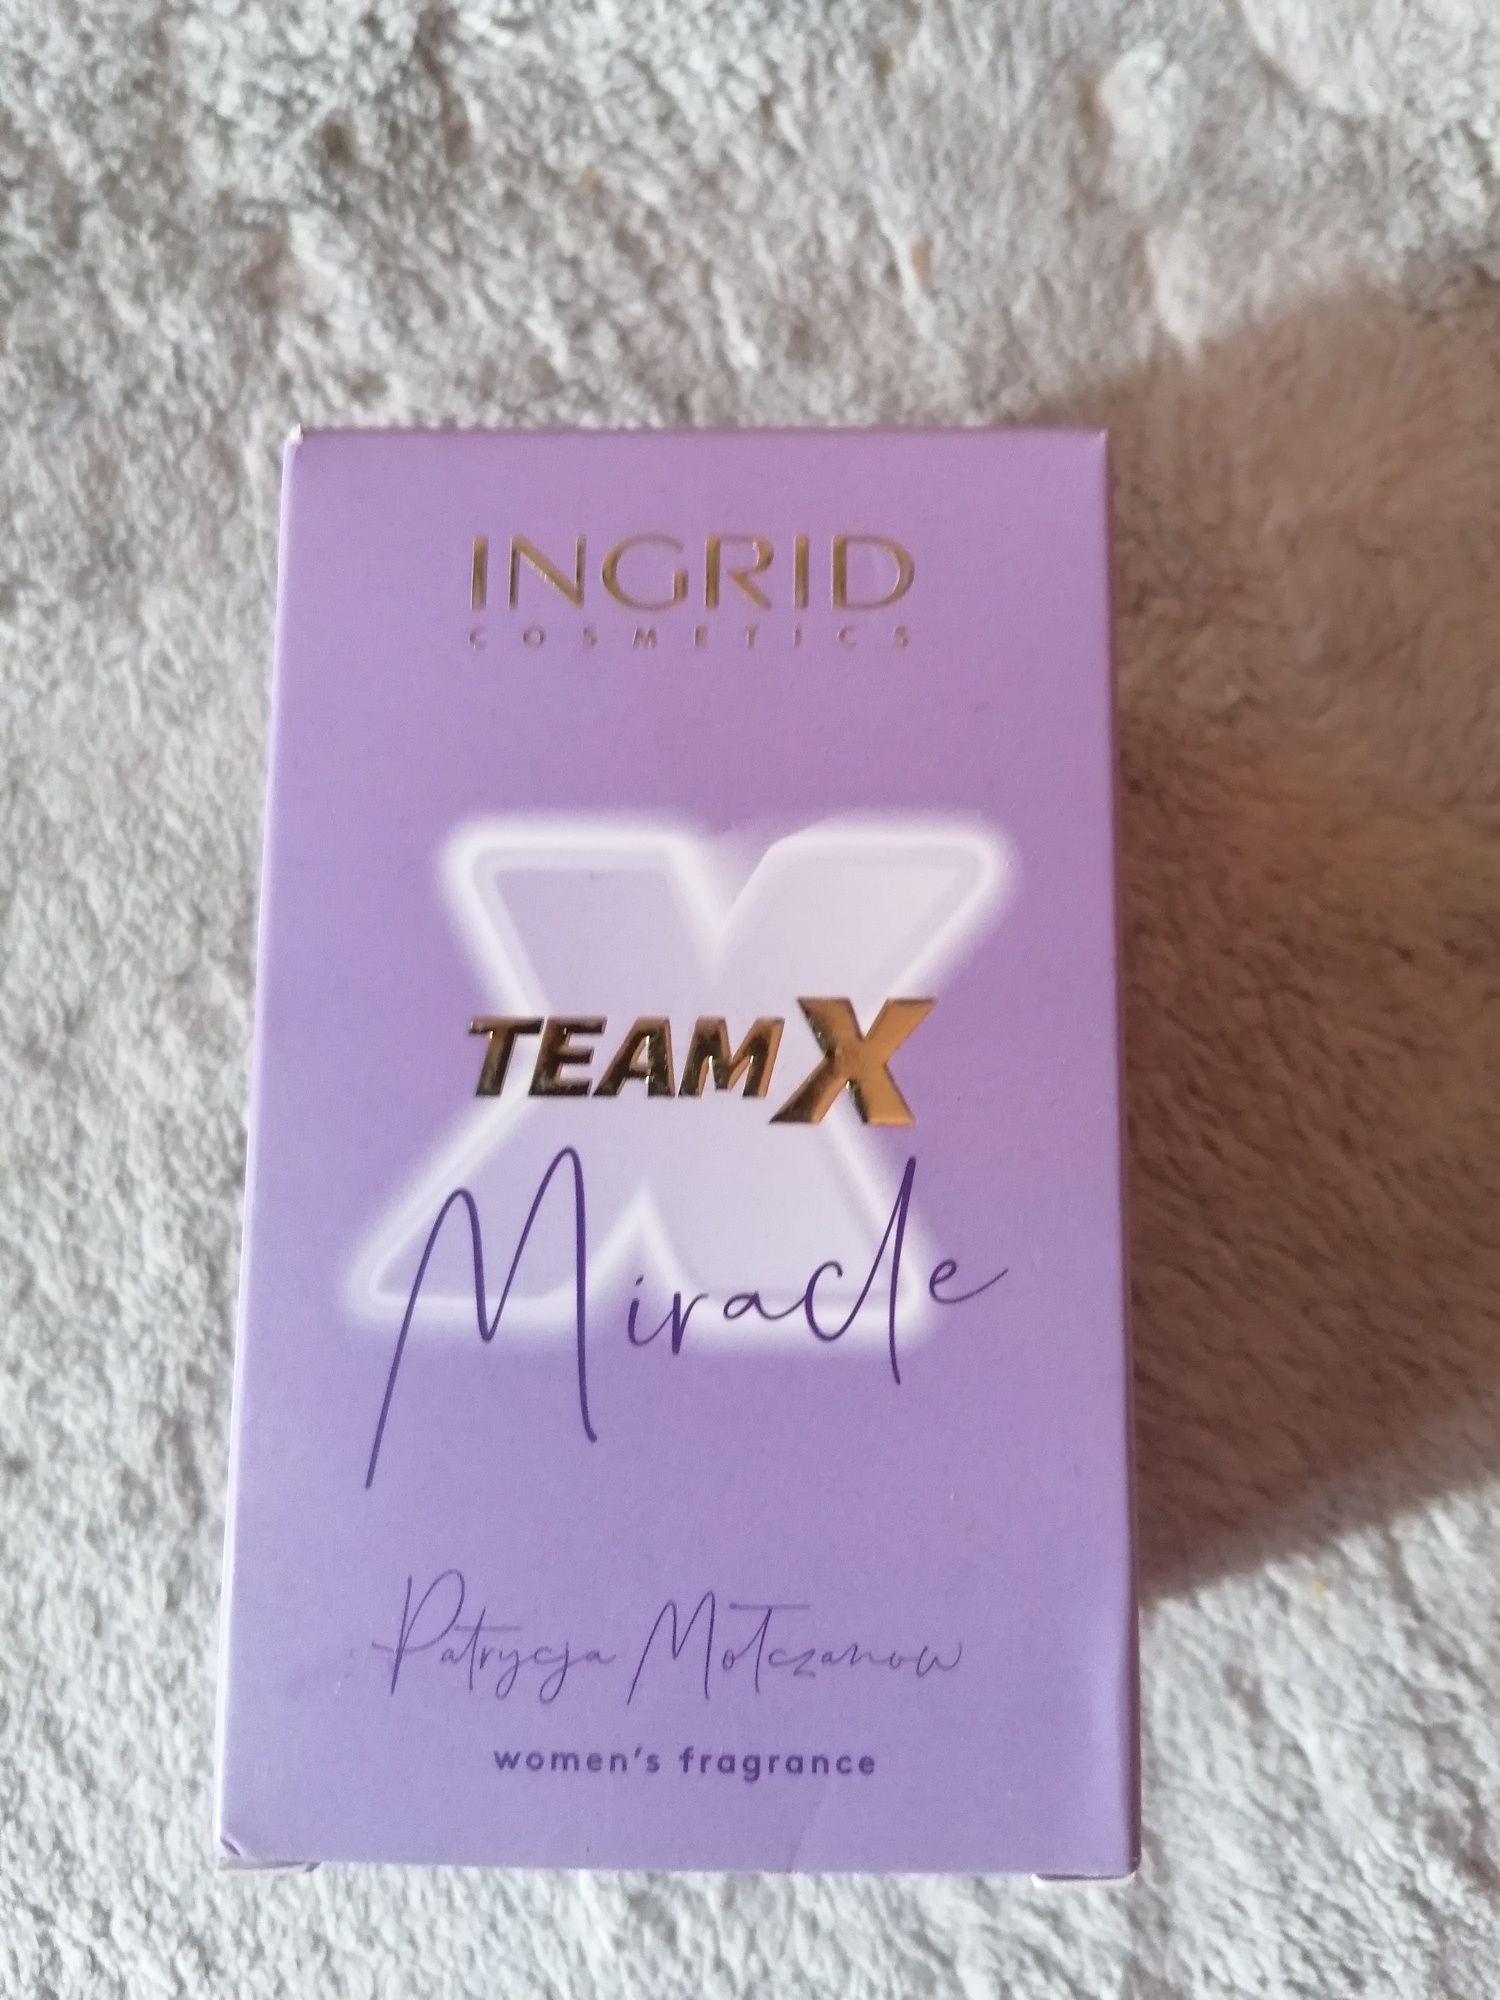 INGRID
COSMETICS
TEAM X
Miracle
Patrycja Mołczanow
women's fragrance